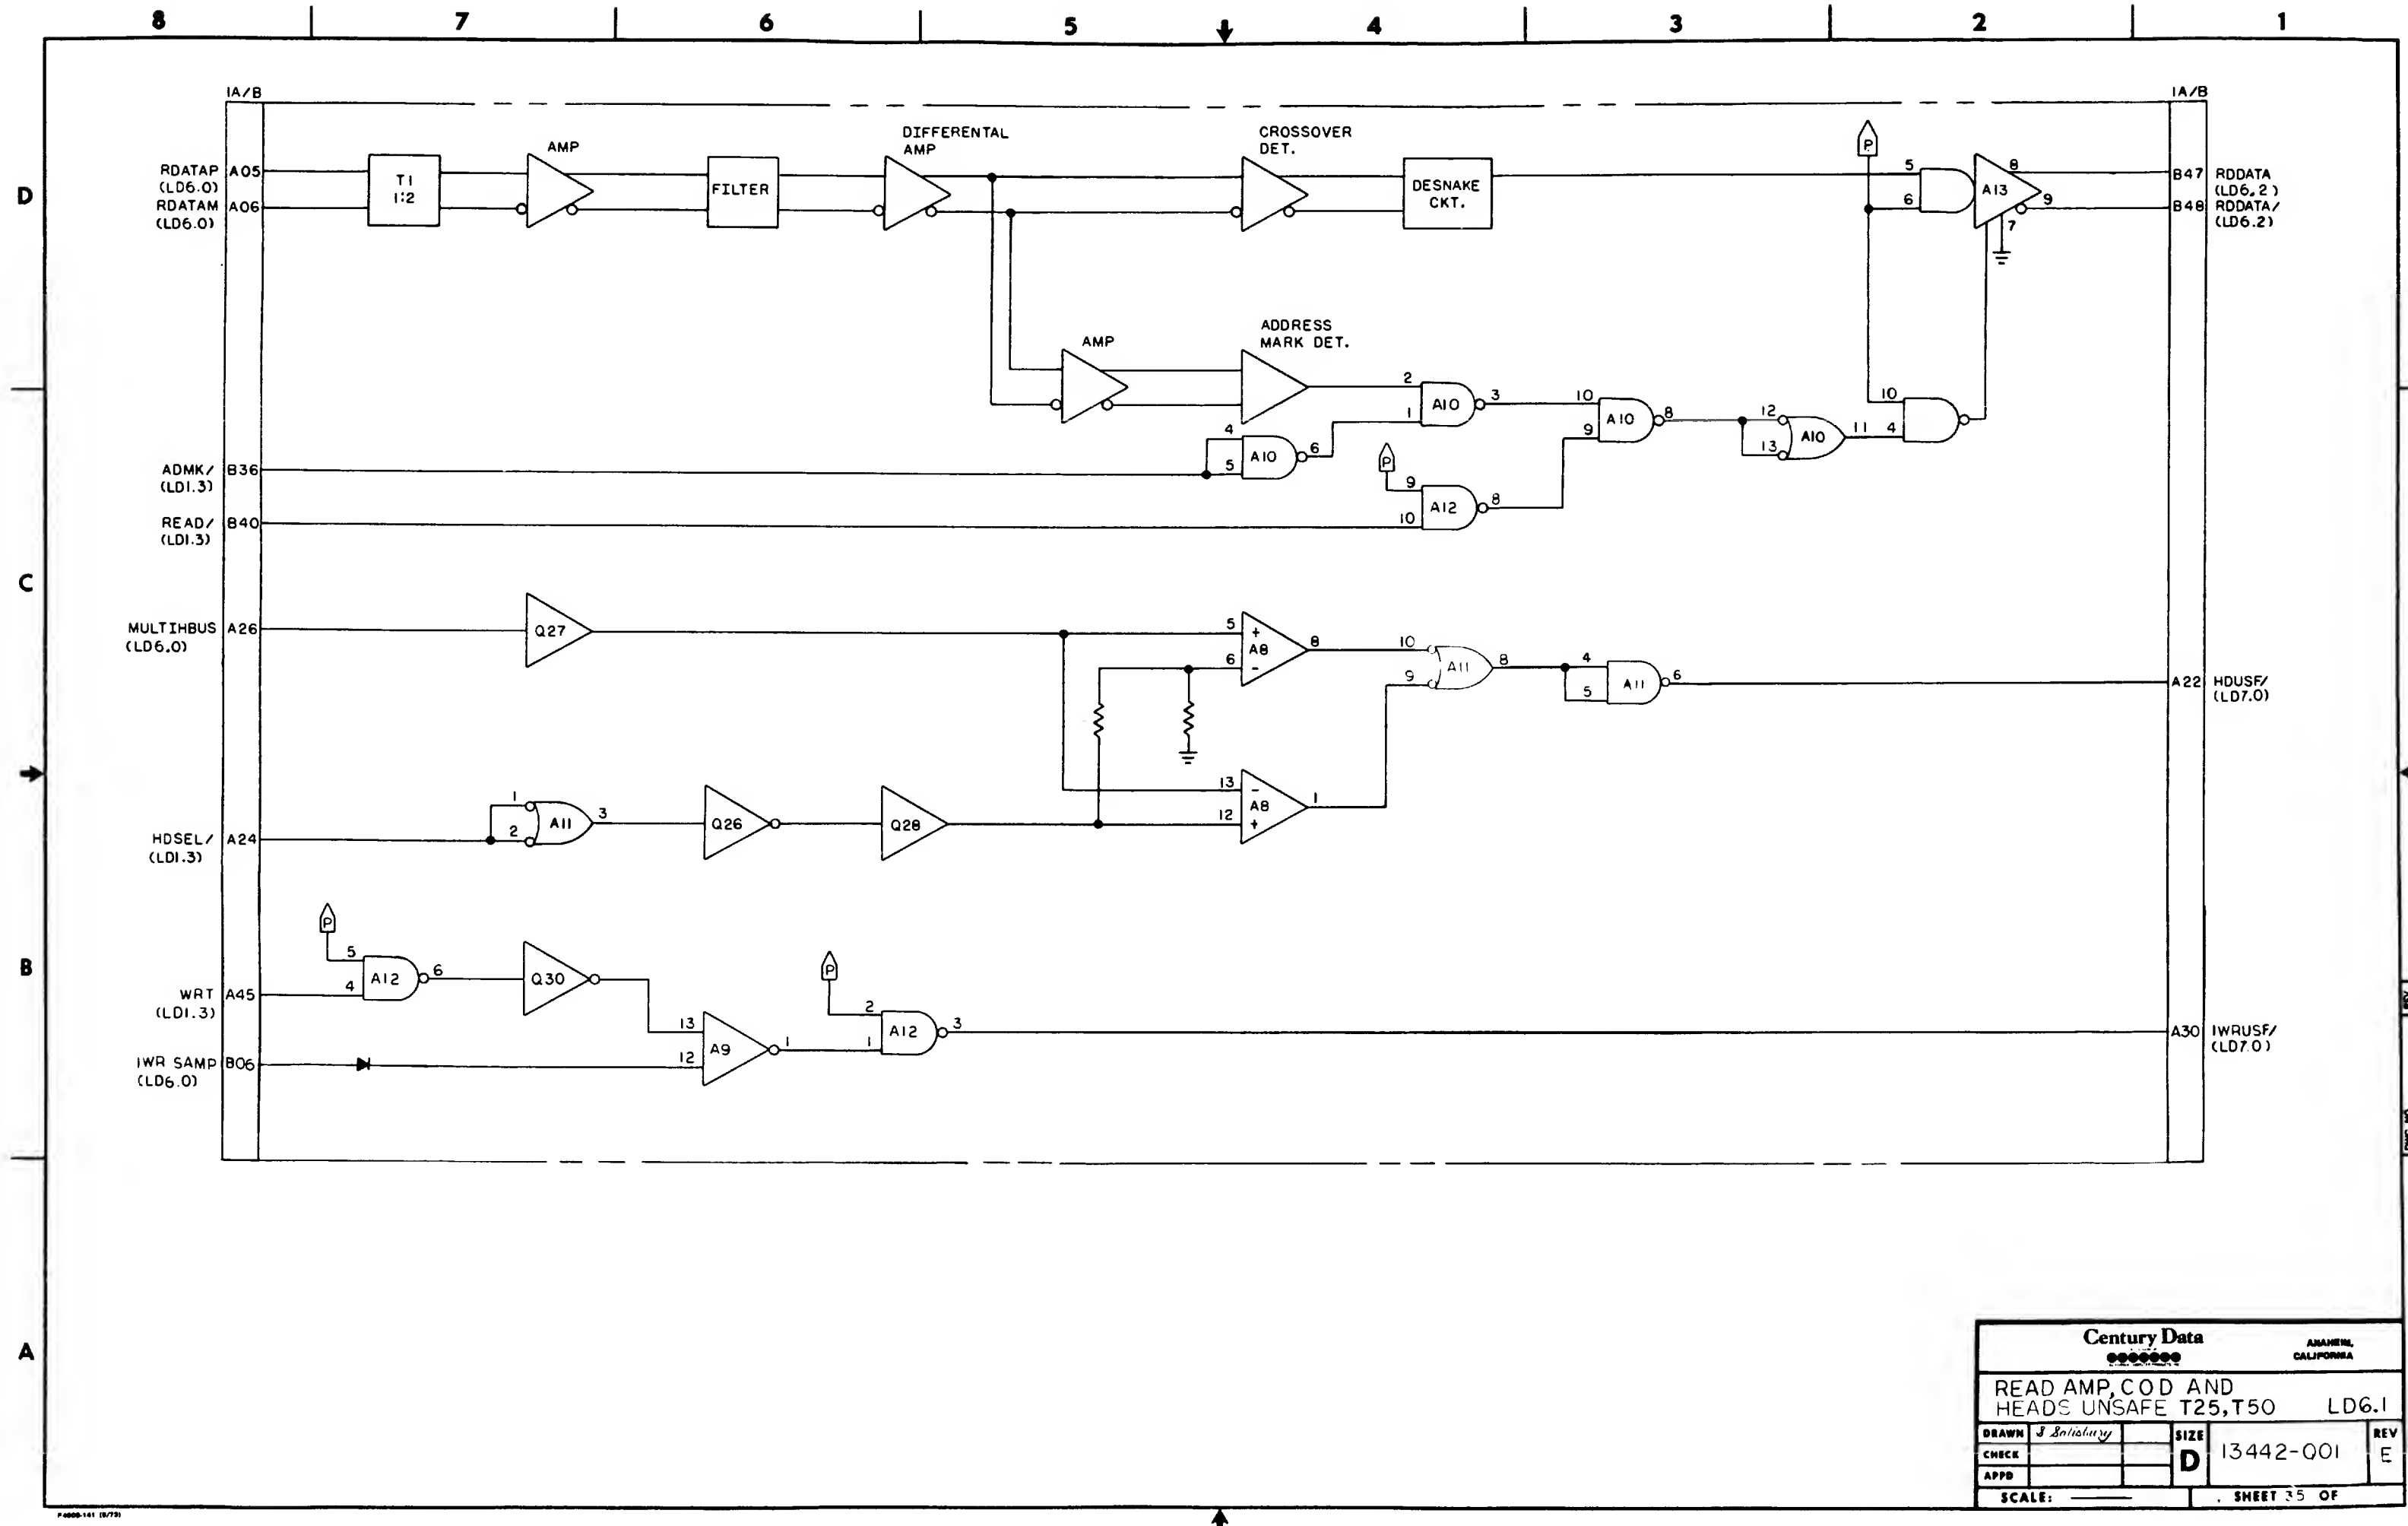 8 7 6 5 4 3 2 1
D
C
B
A
1A/B
1A/B
RDATAP A05
(LD6.0)
RDATAM A06
(LD6.0)
T1
1:2
AMP
FILTER
DIFFERENTAL
AMP
CROSSOVER
DET.
DESNAKE
CKT.
P
5
6
A13
8
9
7
B47 RDDATA
(LD6.2)
B48 RDDATA/
(LD6.2)
AMP
ADDRESS
MARK DET.
2
1
A10
3
10
9
A10
8
12
13
A10
11
10
4
4
5
A10
6
P
9
10
A12
8
ADMK/ B36
(LD1.3)
READ/ B40
(LD1.3)
MULTIHBUS A26
(LD6.0)
Q27
5
+
A8
6
-
8
10
9
A11
8
4
5
A11
6
A22 HDUSF/
(LD7.0)
13
-
A8
12
+
1
HDSEL/ A24
(LD1.3)
1
2
A11
3
Q26
Q28
P
5
4
A12
6
Q30
WRT A45
(LD1.3)
13
12
A9
1
P
2
1
A12
3
A30 IWRUSF/
(LD7.0)
IWR SAMP B06
(LD6.0)
Century Data
ANAHEIM,
CALIFORNIA
READ AMP, COD AND
HEADS UNSAFE T25, T50 LD6.1
DRAWN S Salisbury
CHECK
APPD
SIZE
D
13442-001
REV
E
SCALE:
SHEET 35 OF